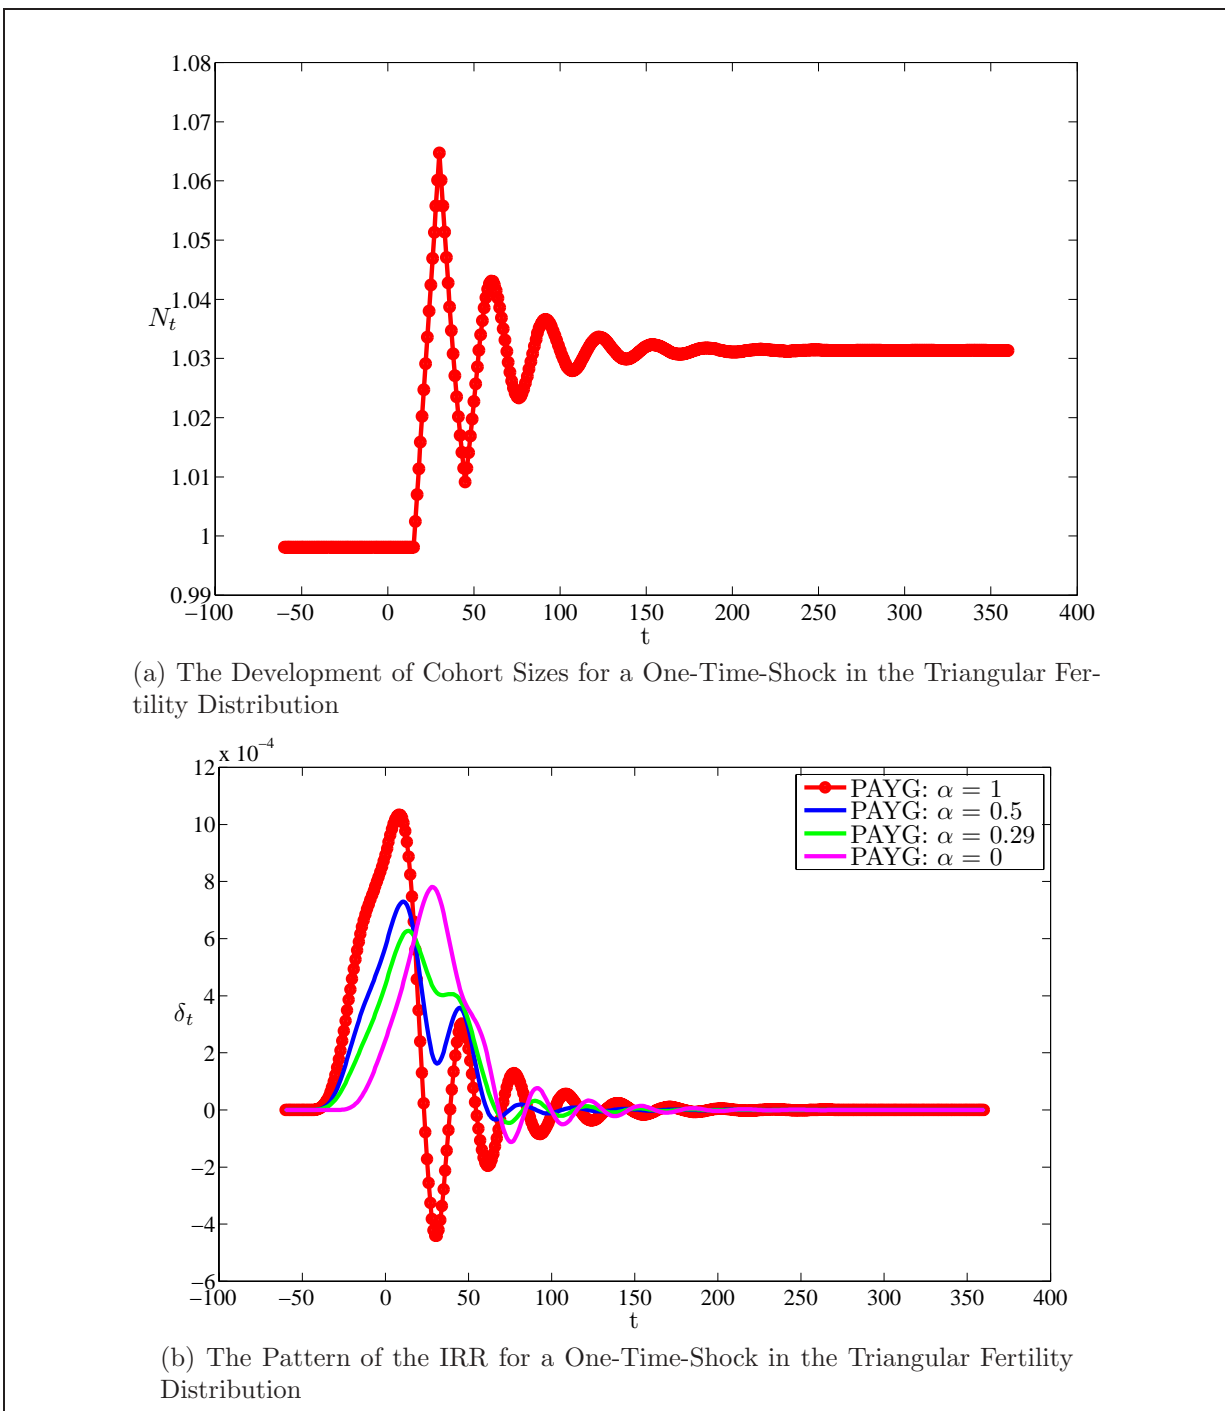 1.08
1.07
1.06
1.05
1.04
1.03
1.02
1.01
1
0.99
N_t
−100 −50 0 50 100 150 200 250 300 350 400
t
(a) The Development of Cohort Sizes for a One-Time-Shock in the Triangular Fer-
tility Distribution
x 10^−4
12
10
8
6
4
2
0
−2
−4
−6
δ_t
PAYG: α = 1
PAYG: α = 0.5
PAYG: α = 0.29
PAYG: α = 0
−100 −50 0 50 100 150 200 250 300 350 400
t
(b) The Pattern of the IRR for a One-Time-Shock in the Triangular Fertility
Distribution